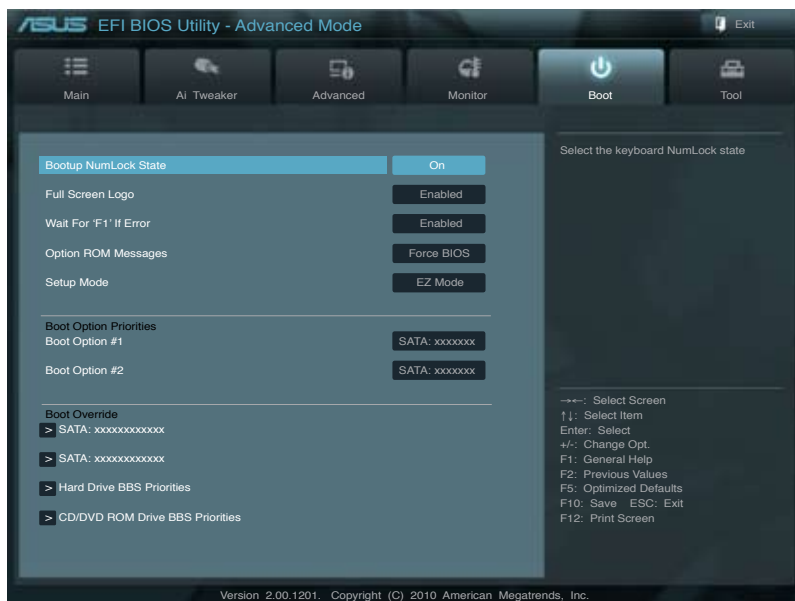 ASUS EFI BIOS Utility - Advanced Mode
Exit
Main
Ai Tweaker
Advanced
Monitor
Boot
Tool
Select the keyboard NumLock state
Bootup NumLock State On
Full Screen Logo Enabled
Wait For ‘F1’ If Error Enabled
Option ROM Messages Force BIOS
Setup Mode EZ Mode
Boot Option Priorities
Boot Option #1 SATA: xxxxxxx
Boot Option #2 SATA: xxxxxxx
Boot Override
> SATA: xxxxxxxxxxxx
> SATA: xxxxxxxxxxxx
> Hard Drive BBS Priorities
> CD/DVD ROM Drive BBS Priorities
→←: Select Screen
↑↓: Select Item
Enter: Select
+/-: Change Opt.
F1: General Help
F2: Previous Values
F5: Optimized Defaults
F10: Save ESC: Exit
F12: Print Screen
Version 2.00.1201. Copyright (C) 2010 American Megatrends, Inc.